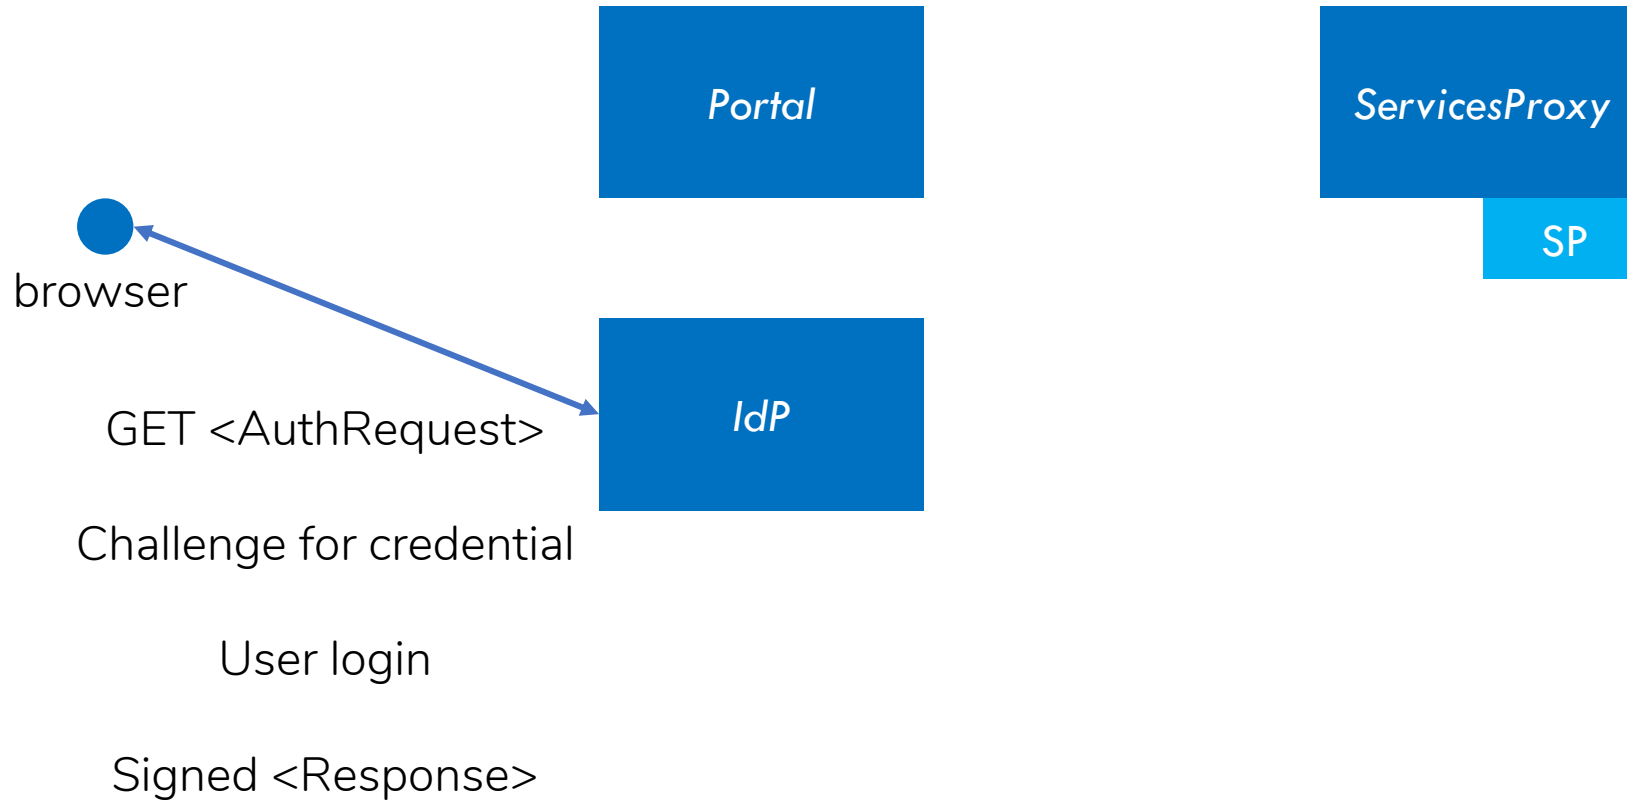 Portal
ServicesProxy
SP
browser
IdP
GET <AuthRequest>
Challenge for credential
User login
Signed <Response>